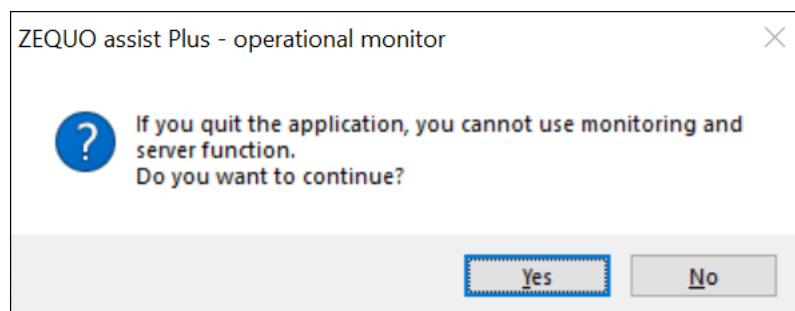 ZEQUO assist Plus - operational monitor
If you quit the application, you cannot use monitoring and
server function.
Do you want to continue?
Yes
No